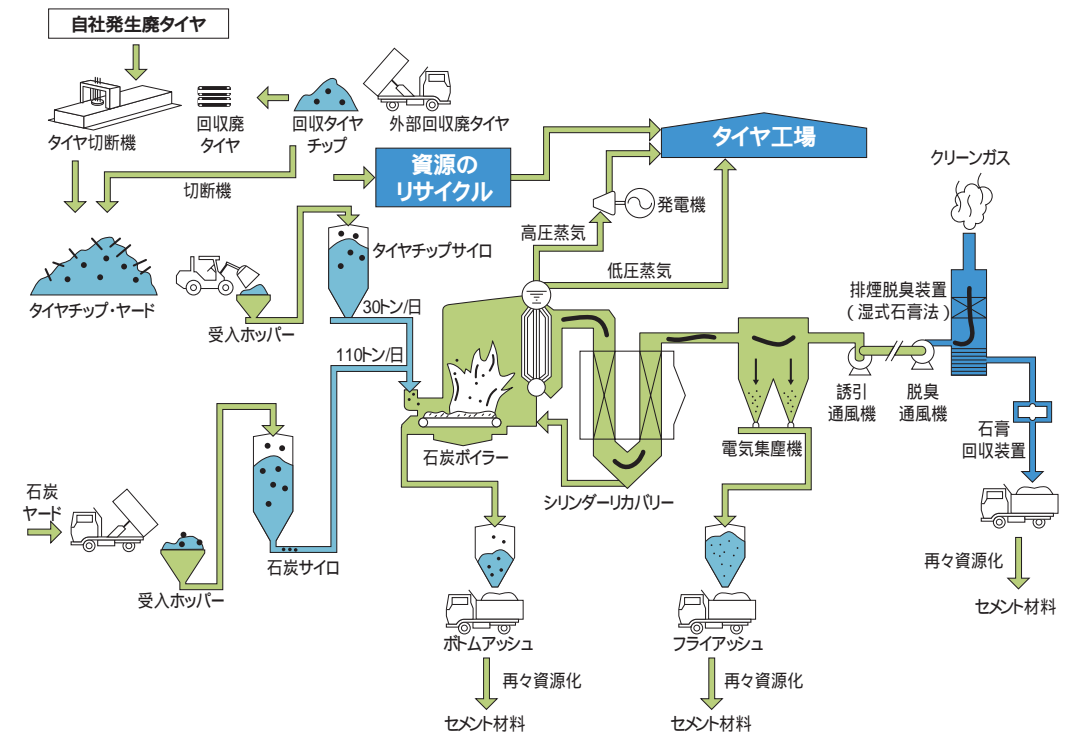 自社発生廃タイヤ
タイヤ切断機
回収廃
タイヤ
回収タイヤ
チップ
外部回収廃タイヤ
切断機
資源の
リサイクル
タイヤ工場
クリーンガス
発電機
高圧蒸気
低圧蒸気
タイヤチップサイロ
タイヤチップ・ヤード
受入ホッパー
30トン/日
110トン/日
排煙脱臭装置
(湿式石膏法)
誘引
通風機
脱臭
通風機
石膏
回収装置
石炭ボイラー
電気集塵機
シリンダーリカバリー
石炭
ヤード
石炭サイロ
受入ホッパー
再々資源化
セメント材料
ボトムアッシュ
フライアッシュ
再々資源化
再々資源化
セメント材料
セメント材料